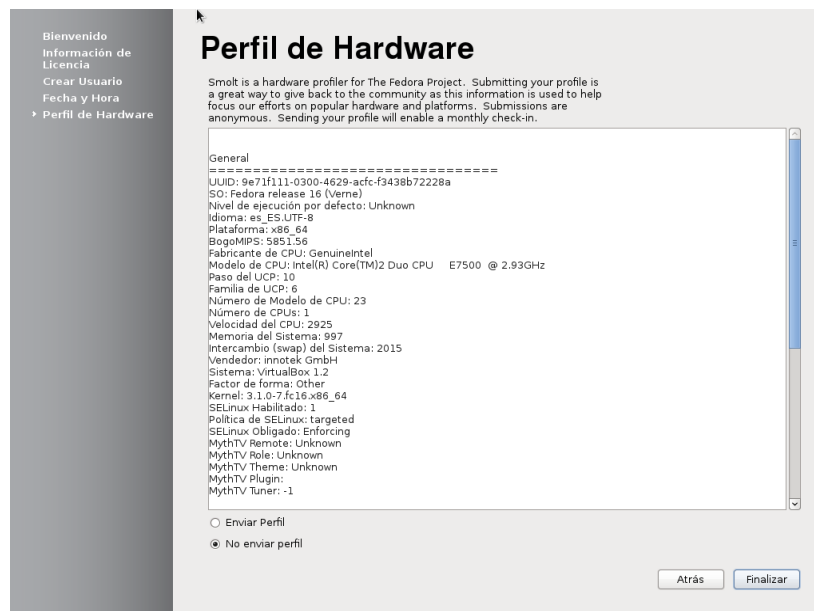 Bienvenido
Información de
Licencia
Crear Usuario
Fecha y Hora
Perfil de Hardware
Perfil de Hardware
Smolt is a hardware profiler for The Fedora Project.  Submitting your profile is
a great way to give back to the community as this information is used to help
focus our efforts on popular hardware and platforms.  Submissions are
anonymous.  Sending your profile will enable a monthly check-in.
General
=================================
UUID: 9e71f111-0300-4629-acfc-f3438b72228a
SO: Fedora release 16 (Verne)
Nivel de ejecución por defecto: Unknown
Idioma: es_ES.UTF-8
Plataforma: x86_64
BogoMIPS: 5851.56
Fabricante de CPU: GenuineIntel
Modelo de CPU: Intel(R) Core(TM)2 Duo CPU     E7500  @ 2.93GHz
Paso del UCP: 10
Familia de UCP: 6
Número de Modelo de CPU: 23
Número de CPUs: 1
Velocidad del CPU: 2925
Memoria del Sistema: 997
Intercambio (swap) del Sistema: 2015
Vendedor: innotek GmbH
Sistema: VirtualBox 1.2
Factor de forma: Other
Kernel: 3.1.0-7.fc16.x86_64
SELinux Habilitado: 1
Política de SELinux: targeted
SELinux Obligado: Enforcing
MythTV Remote: Unknown
MythTV Role: Unknown
MythTV Theme: Unknown
MythTV Plugin:
MythTV Tuner: -1
Enviar Perfil
No enviar perfil
Atrás
Finalizar